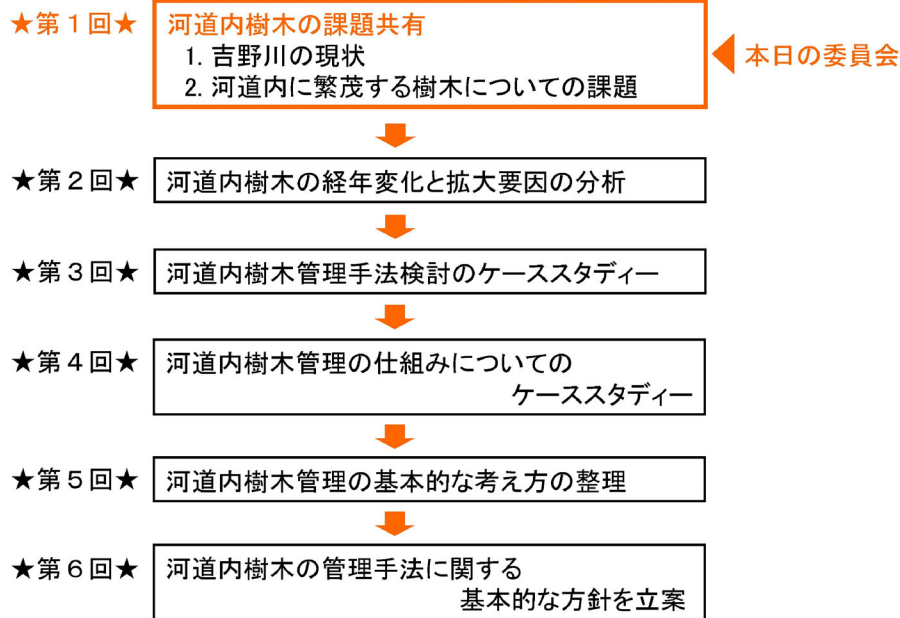 ★第１回★
河道内樹木の課題共有
1. 吉野川の現状
2. 河道内に繁茂する樹木についての課題
本日の委員会
★第２回★
河道内樹木の経年変化と拡大要因の分析
★第３回★
河道内樹木管理手法検討のケーススタディー
★第４回★
河道内樹木管理の仕組みについての
ケーススタディー
★第５回★
河道内樹木管理の基本的な考え方の整理
★第６回★
河道内樹木の管理手法に関する
基本的な方針を立案